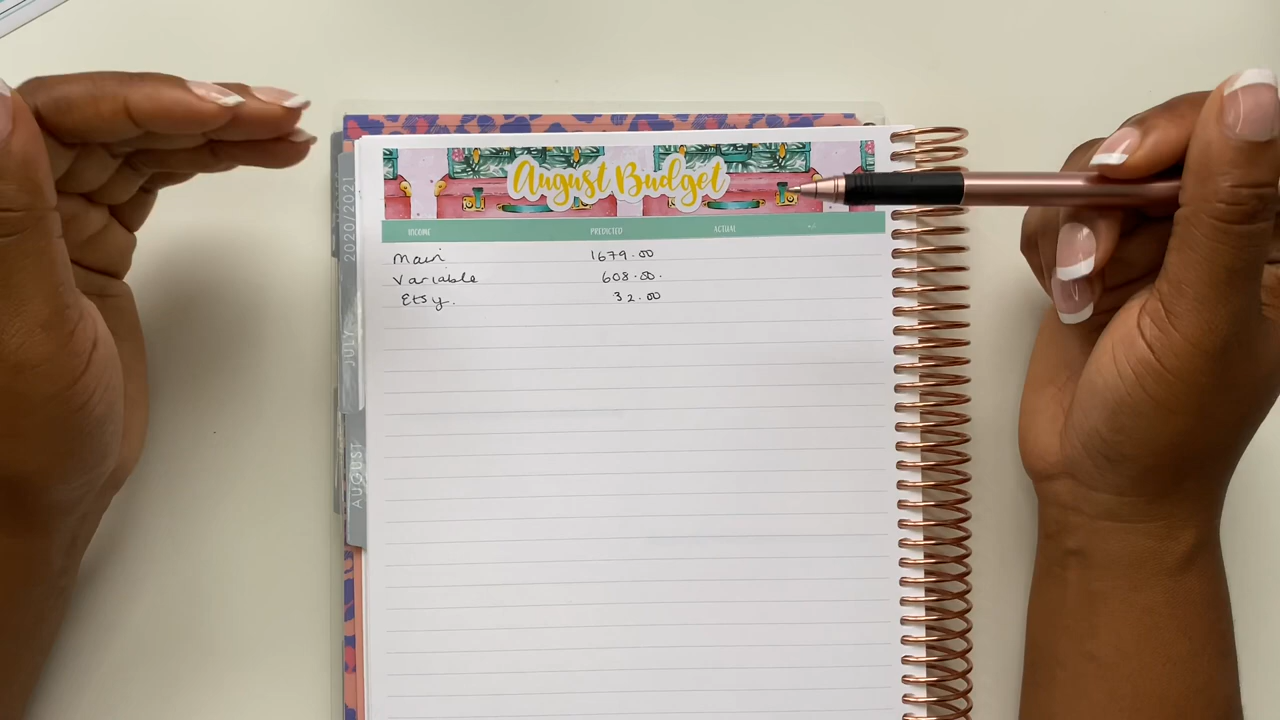 August Budget
INCOME PREDICTED ACTUAL +/-
Main 1679.00
Variable 608.00.
Etsy. 32.00
2020/2021
JULY
AUGUST